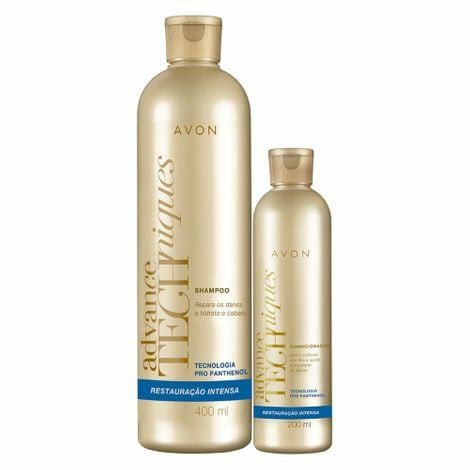 AVON
advance
TECHniques
SHAMPOO
Repara os danos
e hidrata o cabelo
TECNOLOGIA
PRO PANTHENOL
RESTAURAÇÃO INTENSA
400 ml
AVON
advance
TECHniques
CONDICIONADOR
TECNOLOGIA
PRO PANTHENOL
RESTAURAÇÃO INTENSA
200 ml